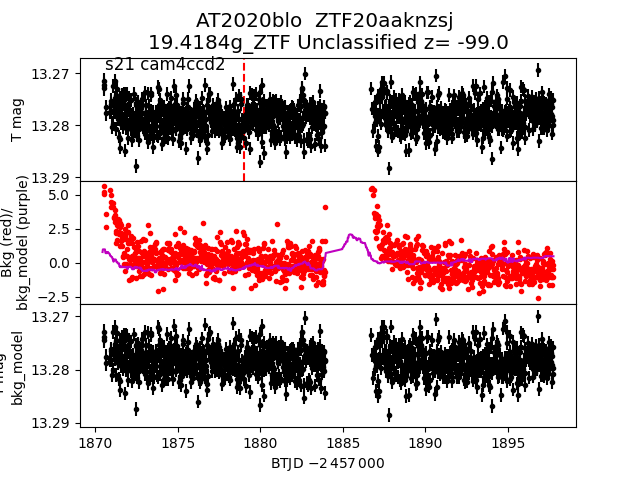 AT2020blo  ZTF20aaknzsj
19.4184g_ZTF Unclassified z= -99.0
s21 cam4ccd2
T mag
13.27
13.28
13.29
Bkg (red)/
bkg_model (purple)
5.0
2.5
0.0
−2.5
mag
bkg_model
13.27
13.28
13.29
1870
1875
1880
1885
1890
1895
BTJD −2 457 000